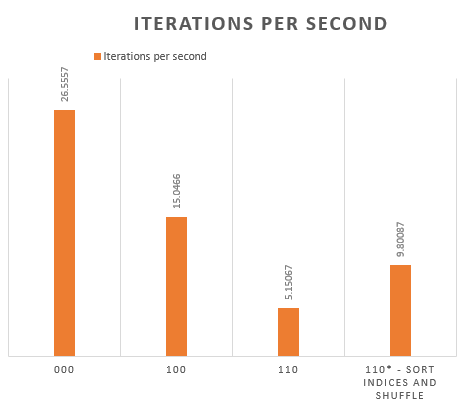 ITERATIONS PER SECOND
Iterations per second
26.5557
15.0466
5.15067
9.80087
000
100
110
110* - SORT
INDICES AND
SHUFFLE